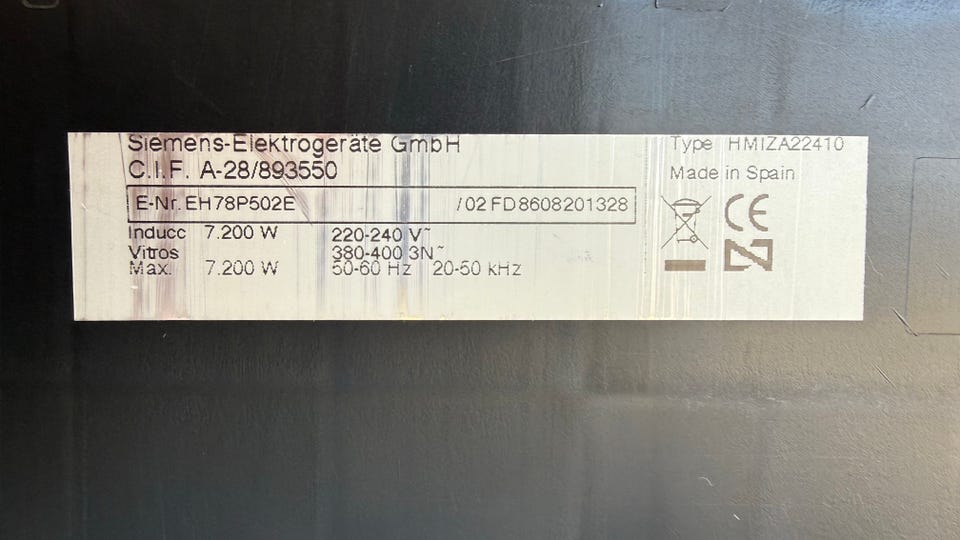 Siemens-Elektrogeräte GmbH
C.I.F. A-28/893550
E-Nr. EH78P502E /02 FD 8608201328
Inducc 7.200 W 220-240 V~
Vitros 380-400 3N~
Max. 7.200 W 50-60 Hz 20-50 kHz
Type HMIZA22410
Made in Spain
CE